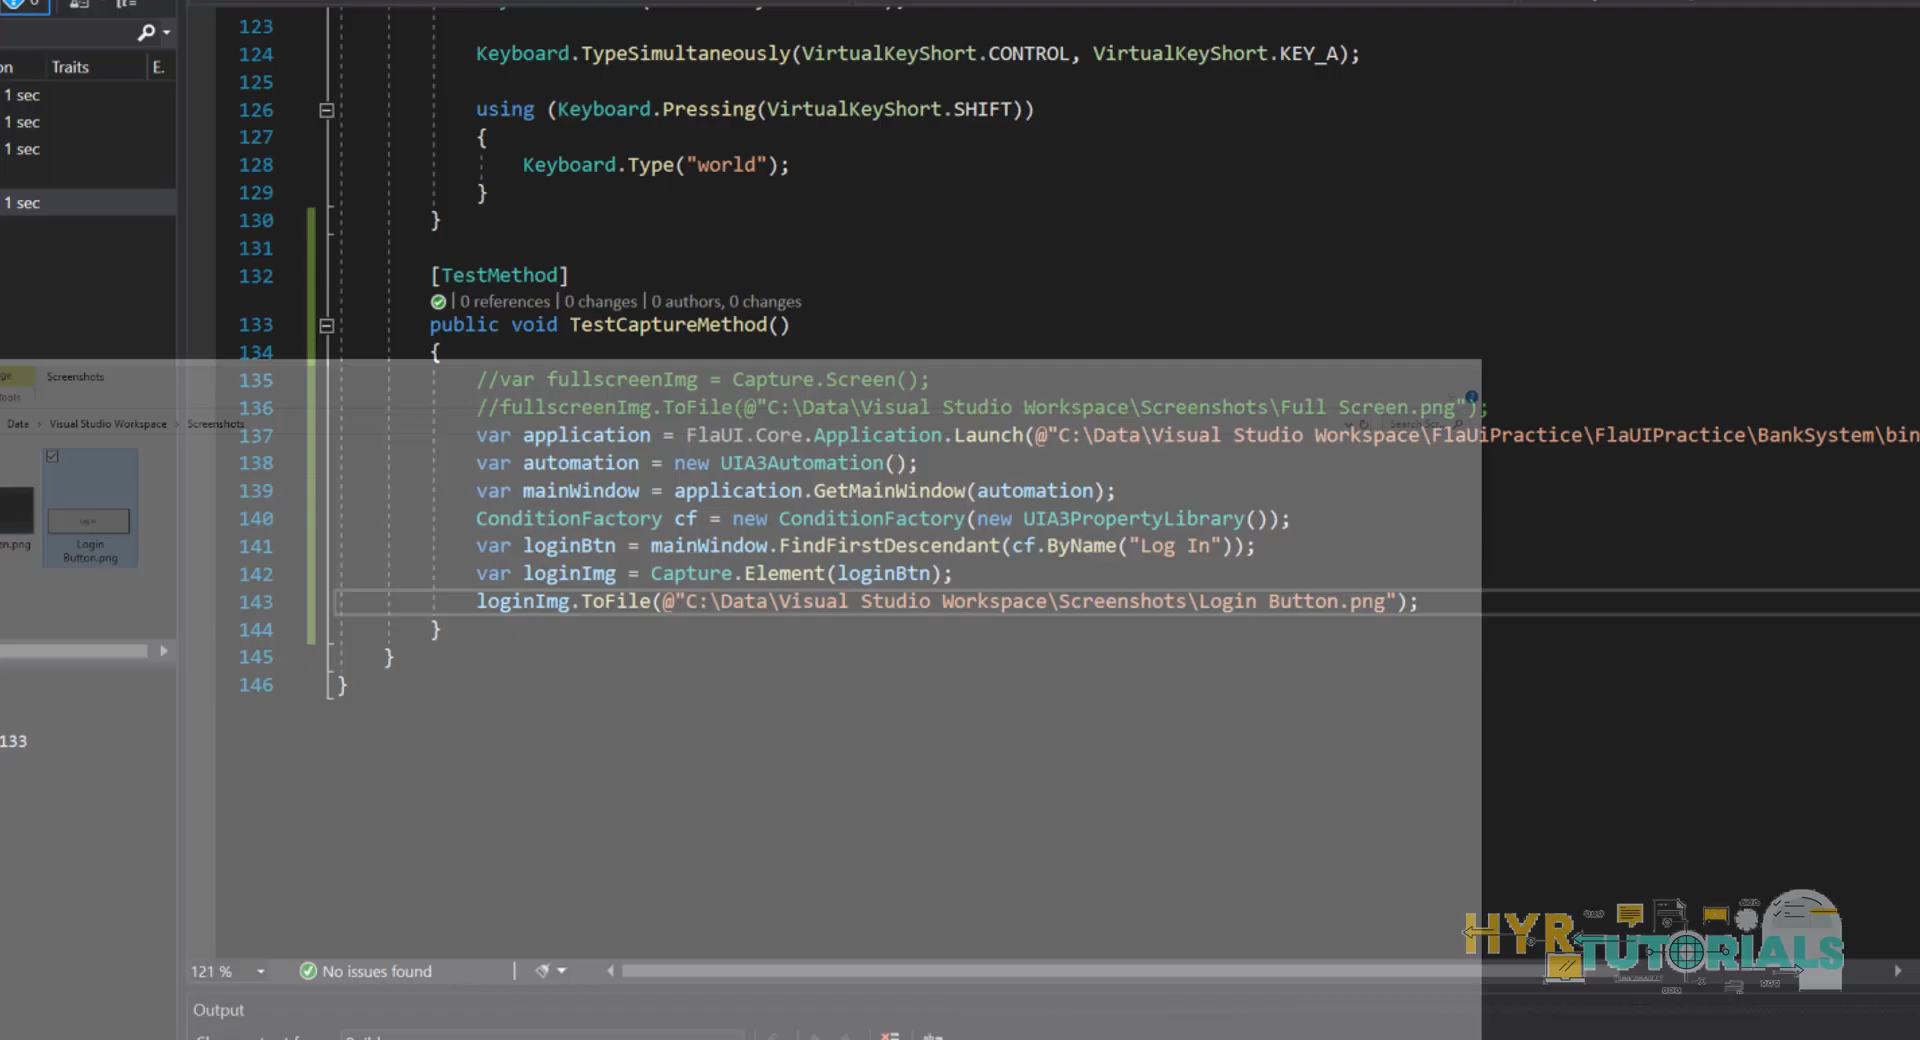 on Traits E.
1 sec
1 sec
1 sec
1 sec
123
124 Keyboard.TypeSimultaneously(VirtualKeyShort.CONTROL, VirtualKeyShort.KEY_A);
125
126 using (Keyboard.Pressing(VirtualKeyShort.SHIFT))
127 {
128 Keyboard.Type("world");
129 }
130 }
131
132 [TestMethod]
0 references | 0 changes | 0 authors, 0 changes
133 public void TestCaptureMethod()
134 {
135 //var fullscreenImg = Capture.Screen();
136 //fullscreenImg.ToFile(@"C:\Data\Visual Studio Workspace\Screenshots\Full Screen.png");
137 var application = FlaUI.Core.Application.Launch(@"C:\Data\Visual Studio Workspace\FlaUiPractice\FlaUIPractice\BankSystem\bin
138 var automation = new UIA3Automation();
139 var mainWindow = application.GetMainWindow(automation);
140 ConditionFactory cf = new ConditionFactory(new UIA3PropertyLibrary());
141 var loginBtn = mainWindow.FindFirstDescendant(cf.ByName("Log In"));
142 var loginImg = Capture.Element(loginBtn);
143 loginImg.ToFile(@"C:\Data\Visual Studio Workspace\Screenshots\Login Button.png");
144 }
145 }
146 }
Screenshots
Tools
Data › Visual Studio Workspace › Screenshots
en.png
Login
Button.png
133
121 % No issues found
Output
HYR TUTORIALS